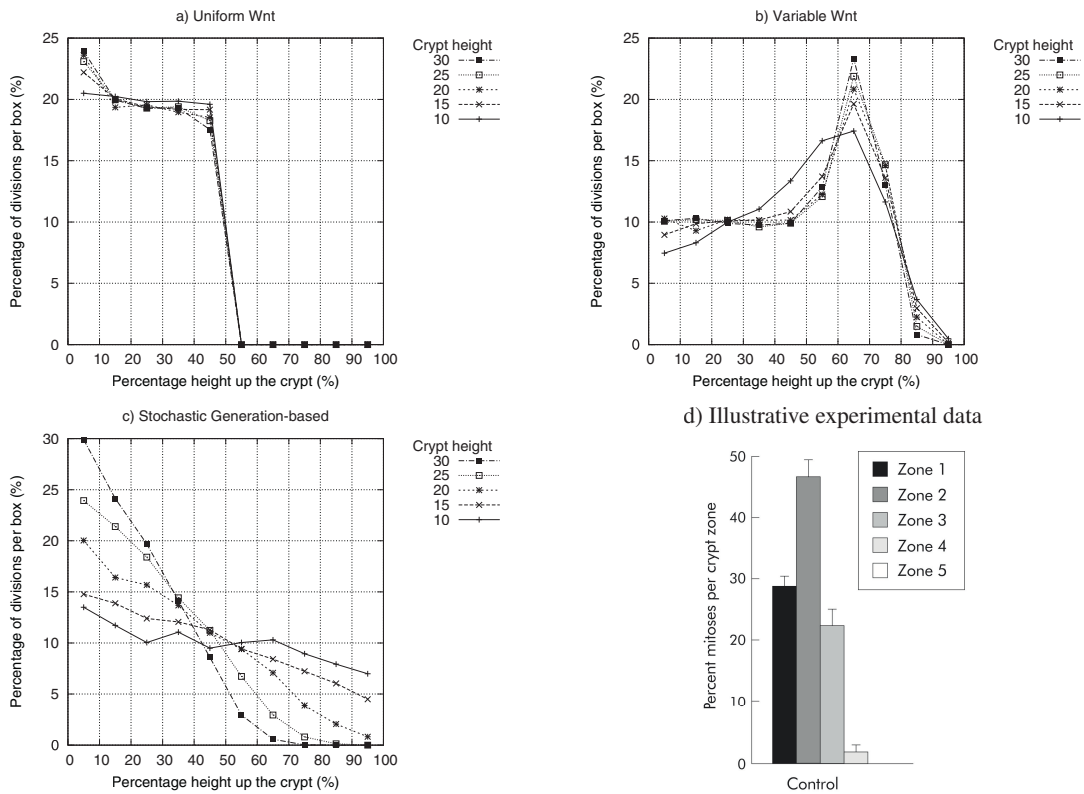 a) Uniform Wnt
Percentage of divisions per box (%)
25
20
15
10
5
0
0 10 20 30 40 50 60 70 80 90 100
Percentage height up the crypt (%)
Crypt height
30
25
20
15
10
b) Variable Wnt
Percentage of divisions per box (%)
25
20
15
10
5
0
0 10 20 30 40 50 60 70 80 90 100
Percentage height up the crypt (%)
Crypt height
30
25
20
15
10
c) Stochastic Generation-based
Percentage of divisions per box (%)
30
25
20
15
10
5
0
0 10 20 30 40 50 60 70 80 90 100
Percentage height up the crypt (%)
Crypt height
30
25
20
15
10
d) Illustrative experimental data
Percent mitoses per crypt zone
50
40
30
20
10
0
Control
Zone 1
Zone 2
Zone 3
Zone 4
Zone 5